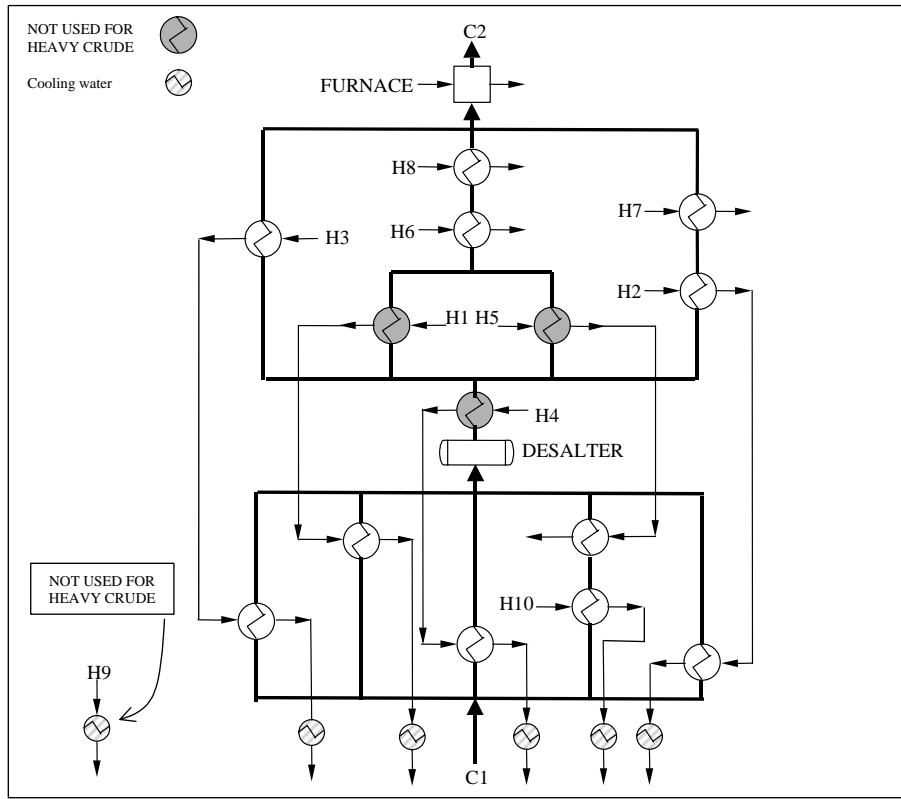 NOT USED FOR
HEAVY CRUDE
Cooling water
C2
FURNACE
H8
H7
H6
H3
H2
H1 H5
H4
DESALTER
NOT USED FOR
HEAVY CRUDE
H10
H9
C1